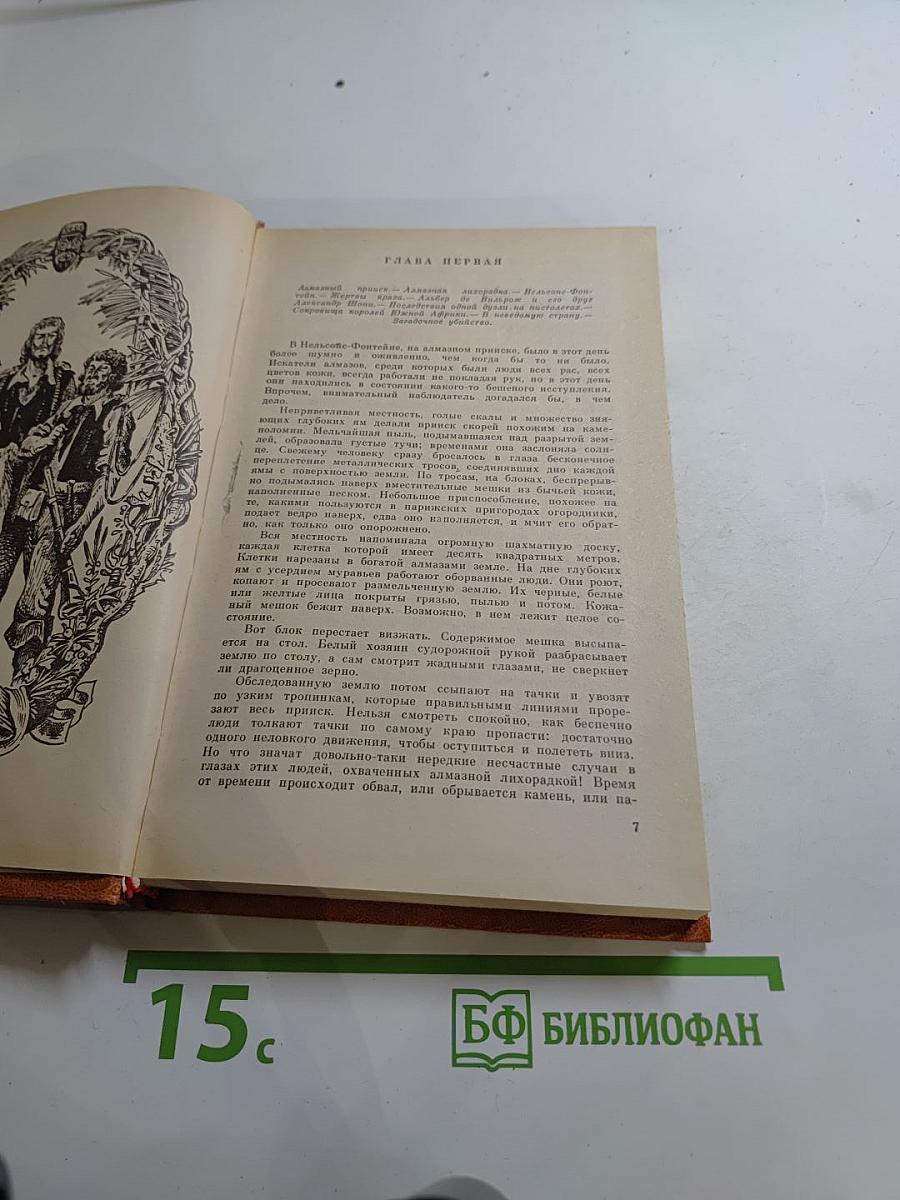 ГЛАВА ПЕРВАЯ
Алмазный прииск.— Алмазная лихорадка.— Нельсонс-Фон-
тейн.— Жертвы краха.— Альбер де Вильрож и его друг
Александр Шони.— Последствия одной дуэли на пистолетах.—
Сокровища королей Южной Африки.— В неведомую страну.—
Загадочное убийство.
В Нельсонс-Фонтейне, на алмазном прииске, было в этот день
более шумно и оживленно, чем когда бы то ни было.
Искатели алмазов, среди которых были люди всех рас, всех
цветов кожи, всегда работали не покладая рук, но в этот день
они находились в состоянии какого-то бешеного исступления.
Впрочем, внимательный наблюдатель догадался бы, в чем
дело.
Неприветливая местность, голые скалы и множество зия-
ющих глубоких ям делали прииск скорей похожим на каме-
ноломни. Мельчайшая пыль, подымавшаяся над разрытой зем-
лей, образовала густые тучи; временами она заслоняла солн-
це. Свежему человеку сразу бросалось в глаза бесконечное
переплетение металлических тросов, соединявших дно каждой
ямы с поверхностью земли. По тросам, на блоках, беспрерыв-
но подымались наверх вместительные мешки из бычьей кожи,
наполненные песком. Небольшое приспособление, похожее на
те, какими пользуются в парижских пригородах огородники,
подает ведро наверх, едва оно наполняется, и мчит его обрат-
но, как только оно опорожнено.
Вся местность напоминала огромную шахматную доску,
каждая клетка которой имеет десять квадратных метров.
Клетки нарезаны в богатой алмазами земле. На дне глубоких
ям с усердием муравьев работают оборванные люди. Они роют,
копают и просевают размельченную землю. Их черные, белые
или желтые лица покрыты грязью, пылью и потом. Кожа-
ный мешок бежит наверх. Возможно, в нем лежит целое со-
стояние.
Вот блок перестает визжать. Содержимое мешка высыпа-
ется на стол. Белый хозяин судорожной рукой разбрасывает
землю по столу, а сам смотрит жадными глазами, не сверкнет
ли драгоценное зерно.
Обследованную землю потом ссыпают на тачки и увозят
по узким тропинкам, которые правильными линиями проре-
зают весь прииск. Нельзя смотреть спокойно, как беспечно
люди толкают тачки по самому краю пропасти: достаточно
одного неловкого движения, чтобы оступиться и полететь вниз.
Но что значат довольно-таки нередкие несчастные случаи в
глазах этих людей, охваченных алмазной лихорадкой! Время
от времени происходит обвал, или обрывается камень, или па-
7
15 с
БФ БИБЛИОФАН